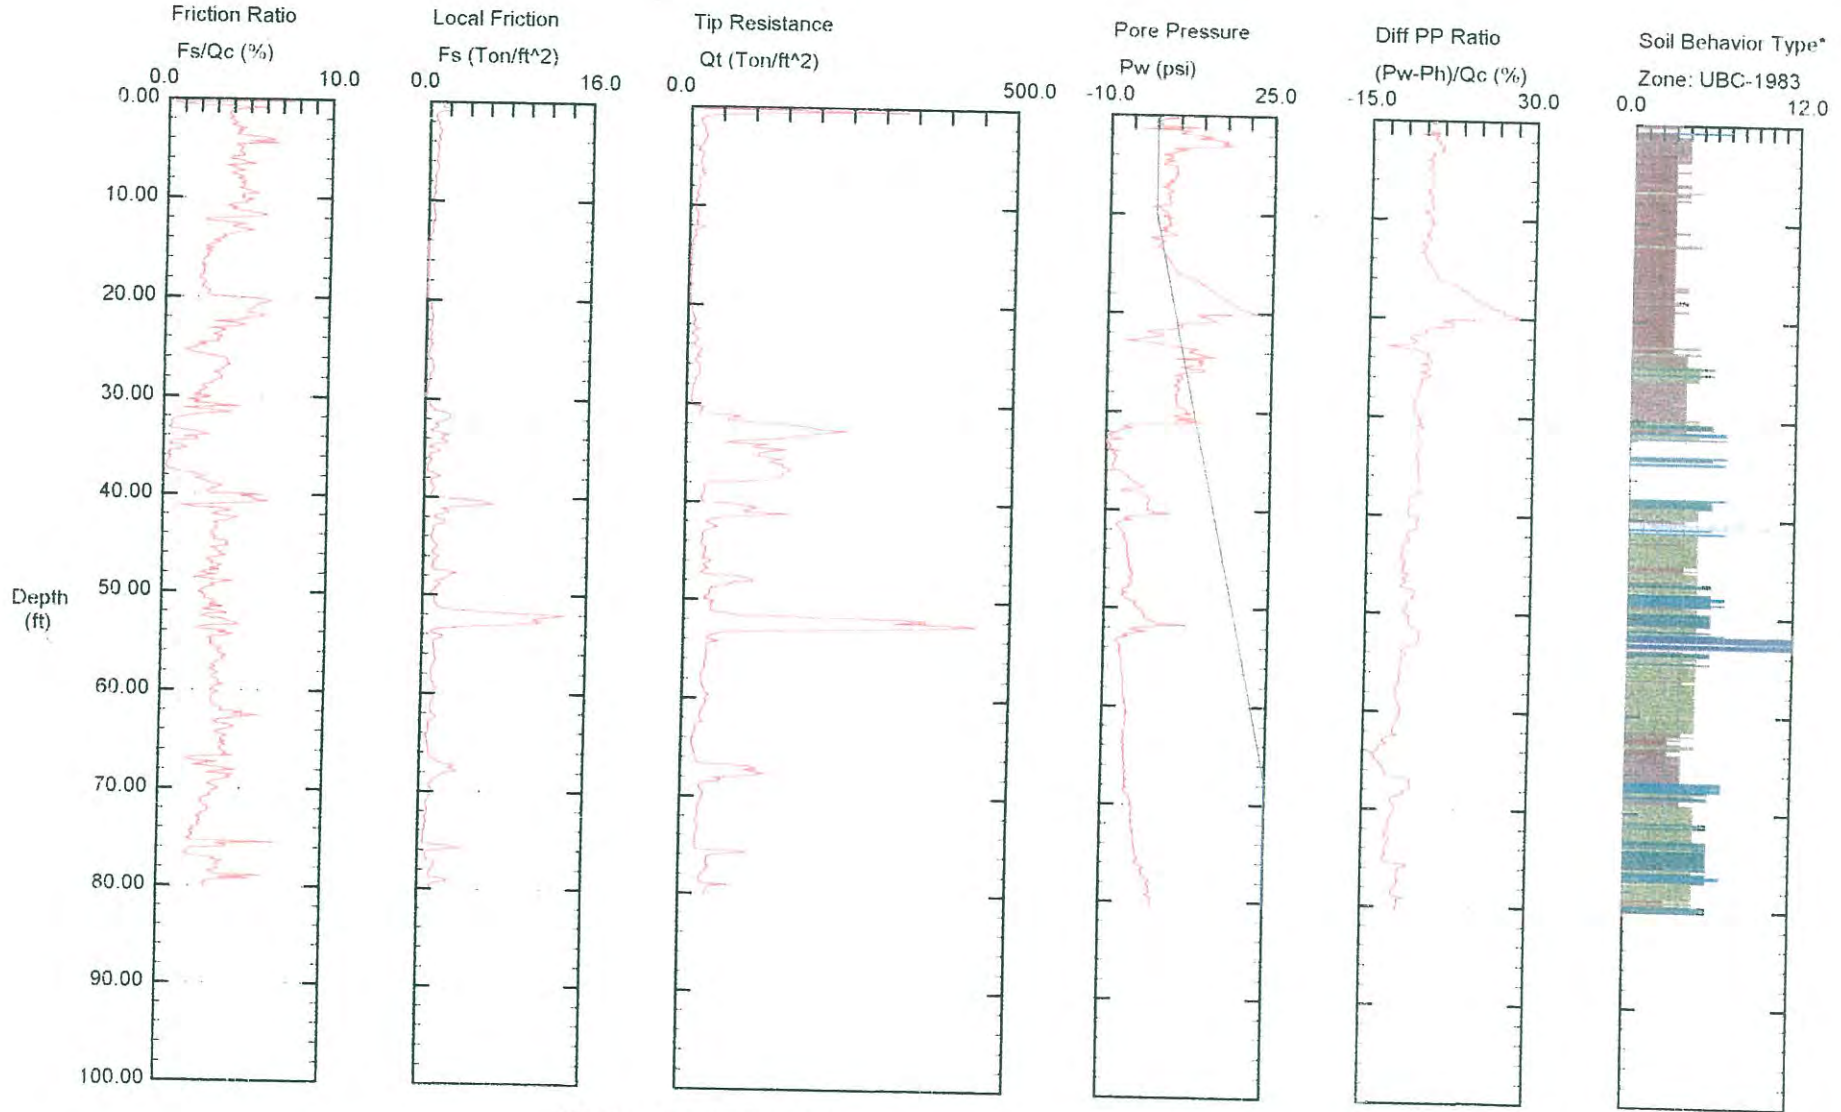 Friction Ratio
Fs/Qc (%)
0.0 10.0
Local Friction
Fs (Ton/ft^2)
0.0 16.0
Tip Resistance
Qt (Ton/ft^2)
0.0 500.0
Pore Pressure
Pw (psi)
-10.0 25.0
Diff PP Ratio
(Pw-Ph)/Qc (%)
-15.0 30.0
Soil Behavior Type*
Zone: UBC-1983
0.0 12.0
0.00
10.00
20.00
30.00
40.00
50.00
60.00
70.00
80.00
90.00
100.00
Depth
(ft)